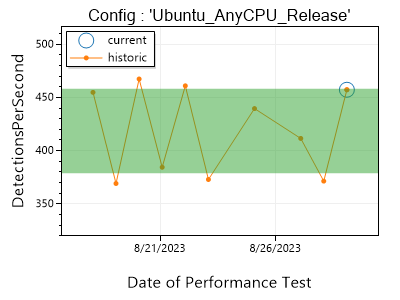 Config : 'Ubuntu_AnyCPU_Release'
current
historic
DetectionsPerSecond
500
450
400
350
8/21/2023
8/26/2023
Date of Performance Test